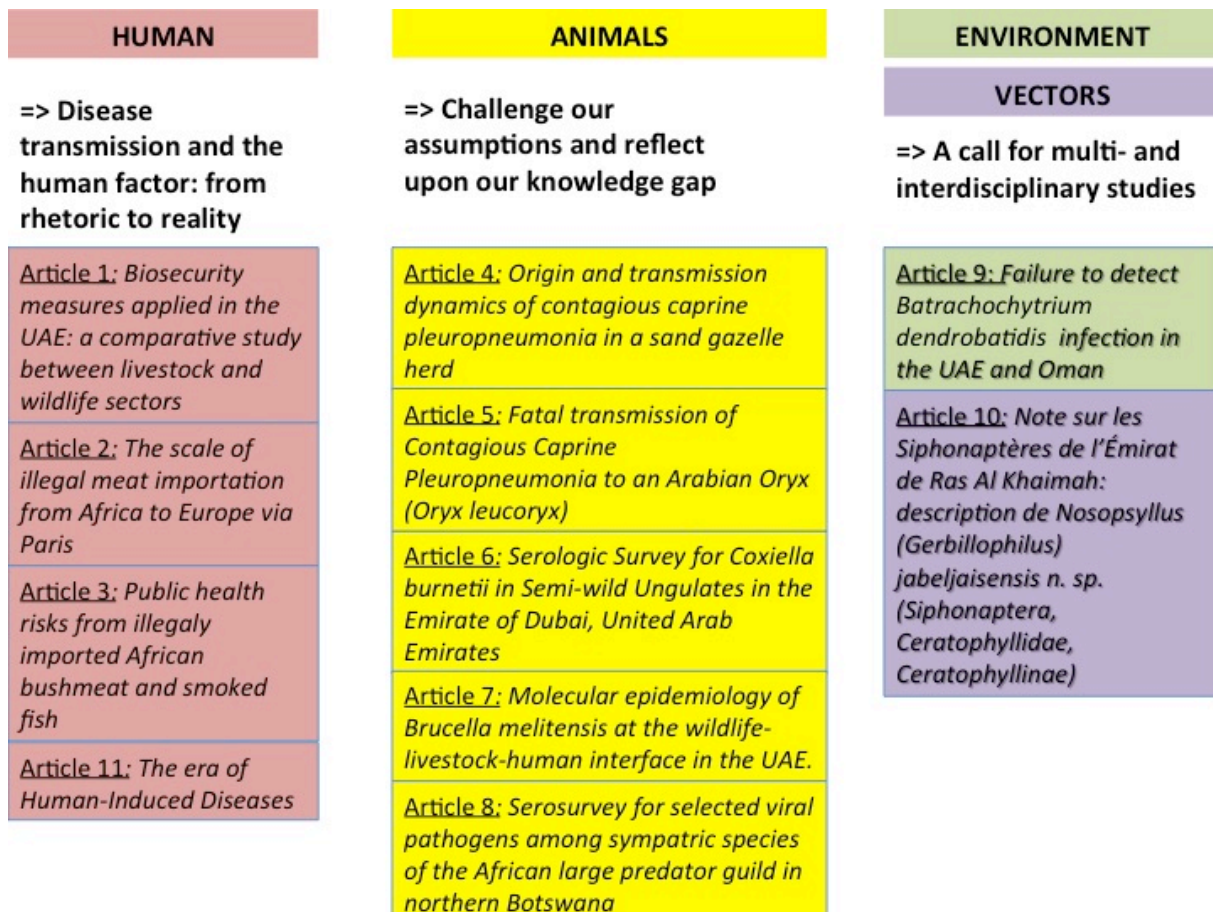 HUMAN
=> Disease
transmission and the
human factor: from
rhetoric to reality
Article 1: Biosecurity
measures applied in the
UAE: a comparative study
between livestock and
wildlife sectors
Article 2: The scale of
illegal meat importation
from Africa to Europe via
Paris
Article 3: Public health
risks from illegaly
imported African
bushmeat and smoked
fish
Article 11: The era of
Human-Induced Diseases
ANIMALS
=> Challenge our
assumptions and reflect
upon our knowledge gap
Article 4: Origin and transmission
dynamics of contagious caprine
pleuropneumonia in a sand gazelle
herd
Article 5: Fatal transmission of
Contagious Caprine
Pleuropneumonia to an Arabian Oryx
(Oryx leucoryx)
Article 6: Serologic Survey for Coxiella
burnetii in Semi-wild Ungulates in the
Emirate of Dubai, United Arab
Emirates
Article 7: Molecular epidemiology of
Brucella melitensis at the wildlife-
livestock-human interface in the UAE.
Article 8: Serosurvey for selected viral
pathogens among sympatric species
of the African large predator guild in
northern Botswana
ENVIRONMENT
VECTORS
=> A call for multi- and
interdisciplinary studies
Article 9: Failure to detect
Batrachochytrium
dendrobatidis infection in
the UAE and Oman
Article 10: Note sur les
Siphonaptères de l'Émirat
de Ras Al Khaimah:
description de Nosopsyllus
(Gerbillophilus)
jabeljaisensis n. sp.
(Siphonaptera,
Ceratophyllidae,
Ceratophyllinae)